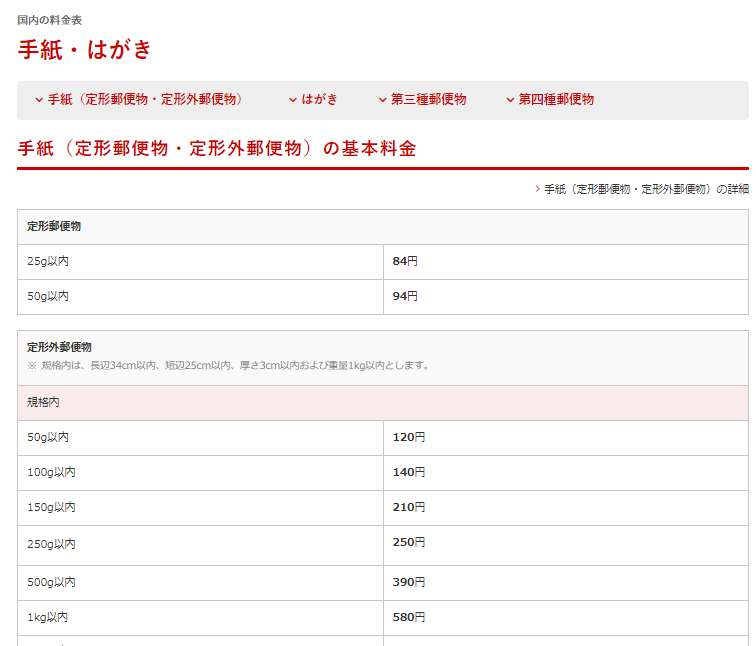 国内の料金表
手紙・はがき
手紙（定形郵便物・定形外郵便物） はがき 第三種郵便物 第四種郵便物
手紙（定形郵便物・定形外郵便物）の基本料金
手紙（定形郵便物・定形外郵便物）の詳細
定形郵便物
25g以内 84円
50g以内 94円
定形外郵便物
※ 規格内は、長辺34cm以内、短辺25cm以内、厚さ3cm以内および重量1kg以内とします。
規格内
50g以内 120円
100g以内 140円
150g以内 210円
250g以内 250円
500g以内 390円
1kg以内 580円